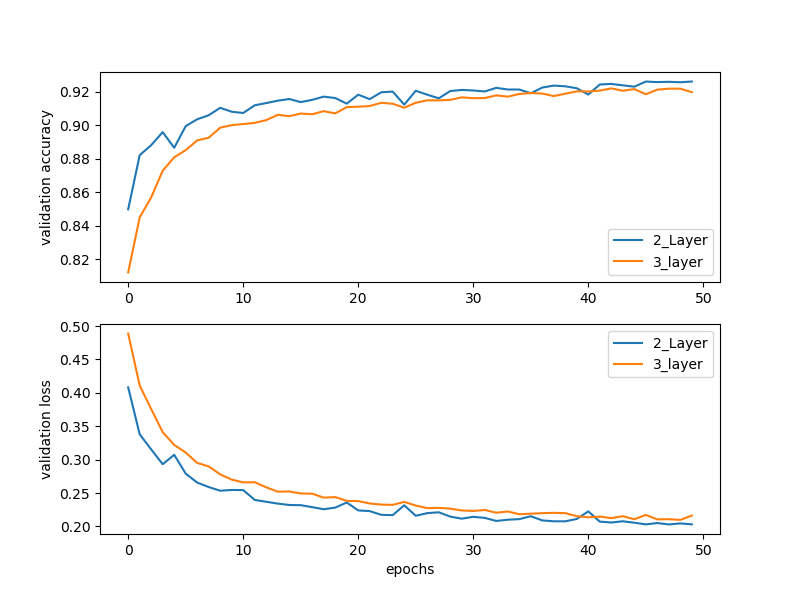 validation accuracy
0.92
0.90
0.88
0.86
0.84
0.82
2_Layer
3_layer
0 10 20 30 40 50
validation loss
0.50
0.45
0.40
0.35
0.30
0.25
0.20
2_Layer
3_layer
0 10 20 30 40 50
epochs